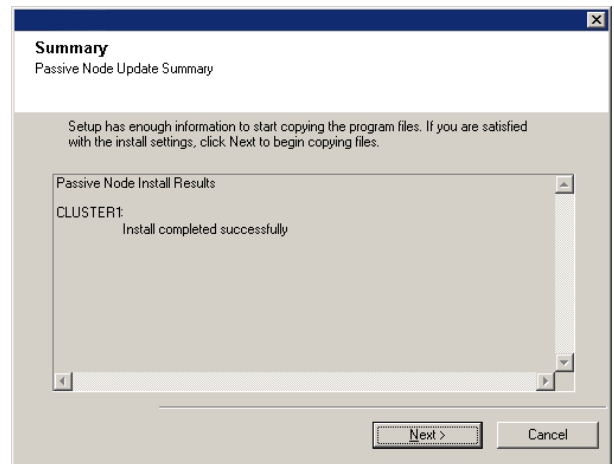 Summary
Passive Node Update Summary
Setup has enough information to start copying the program files. If you are satisfied
with the install settings, click Next to begin copying files.
Passive Node Install Results
CLUSTER1:
Install completed successfully
Next >
Cancel